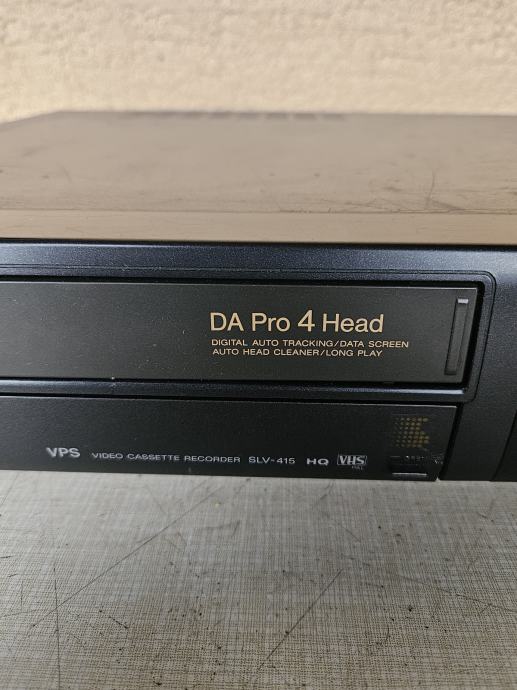 DA Pro 4 Head
DIGITAL AUTO TRACKING/DATA SCREEN
AUTO HEAD CLEANER/LONG PLAY
VPS VIDEO CASSETTE RECORDER SLV-415 HQ VHS
PAL